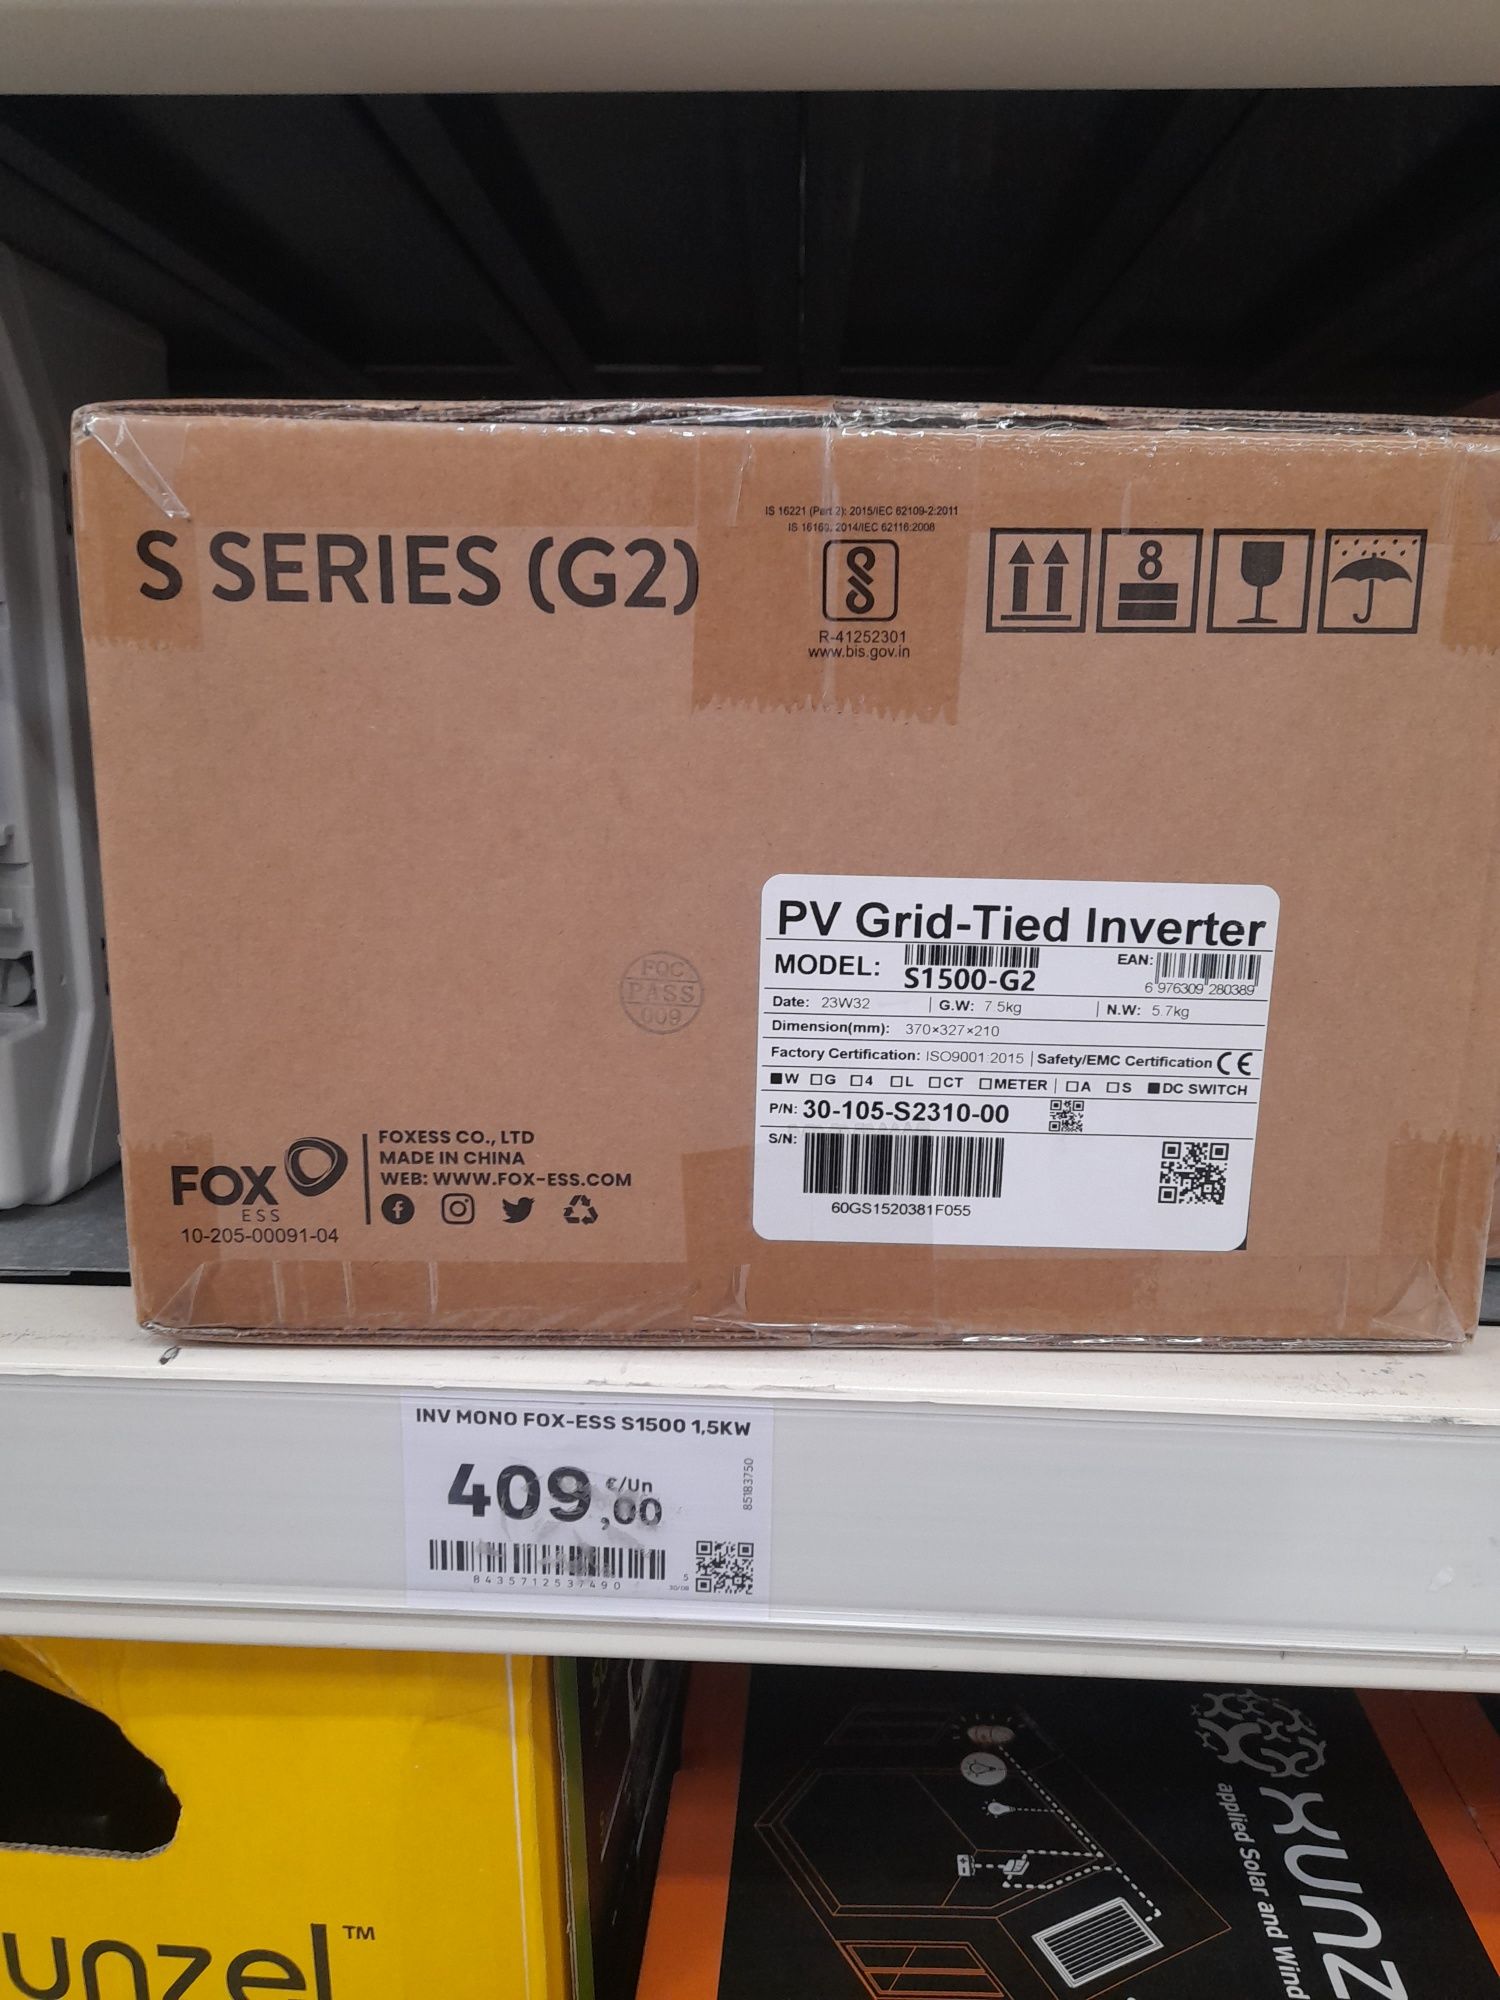 S SERIES (G2)
IS 16221 (Part 2): 2015/IEC 62109-2:2011
IS 16169: 2014/IEC 62116:2008
R-41252301
www.bis.gov.in
8
FOC
PASS
009
PV Grid-Tied Inverter
MODEL: S1500-G2
EAN: 6 976309 280389
Date: 23W32 | G.W: 7.5kg | N.W: 5.7kg
Dimension(mm): 370×327×210
Factory Certification: ISO9001:2015 | Safety/EMC Certification CE
■W □G □4 □L □CT □METER | □A □S ■DC SWITCH
P/N: 30-105-S2310-00
S/N:
60GS1520381F055
FOX
ESS
10-205-00091-04
FOXESS CO., LTD
MADE IN CHINA
WEB: WWW.FOX-ESS.COM
INV MONO FOX-ESS S1500 1,5KW
409,00 €/Un
85183750
8435712537490
5
30/08
unzel™
xunz
applied Solar and Wind